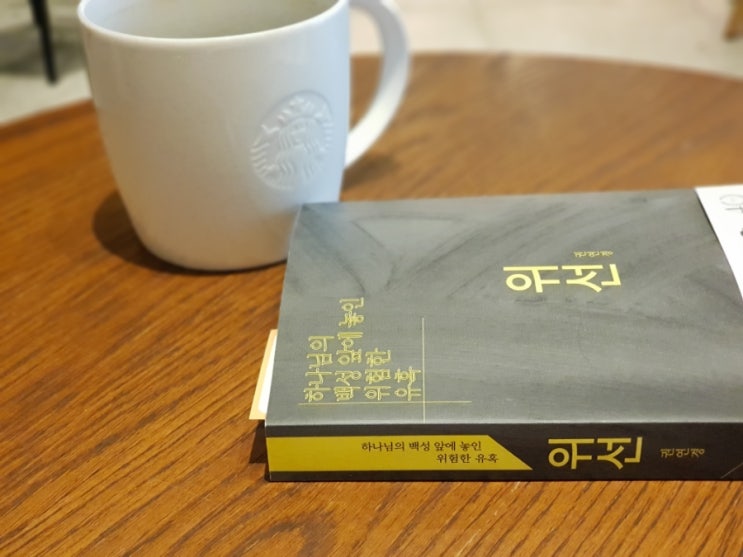 위선
권연경
하나님의
백성 앞에 놓인
위험한
유혹
하나님의 백성 앞에 놓인
위험한 유혹
위선
권연경